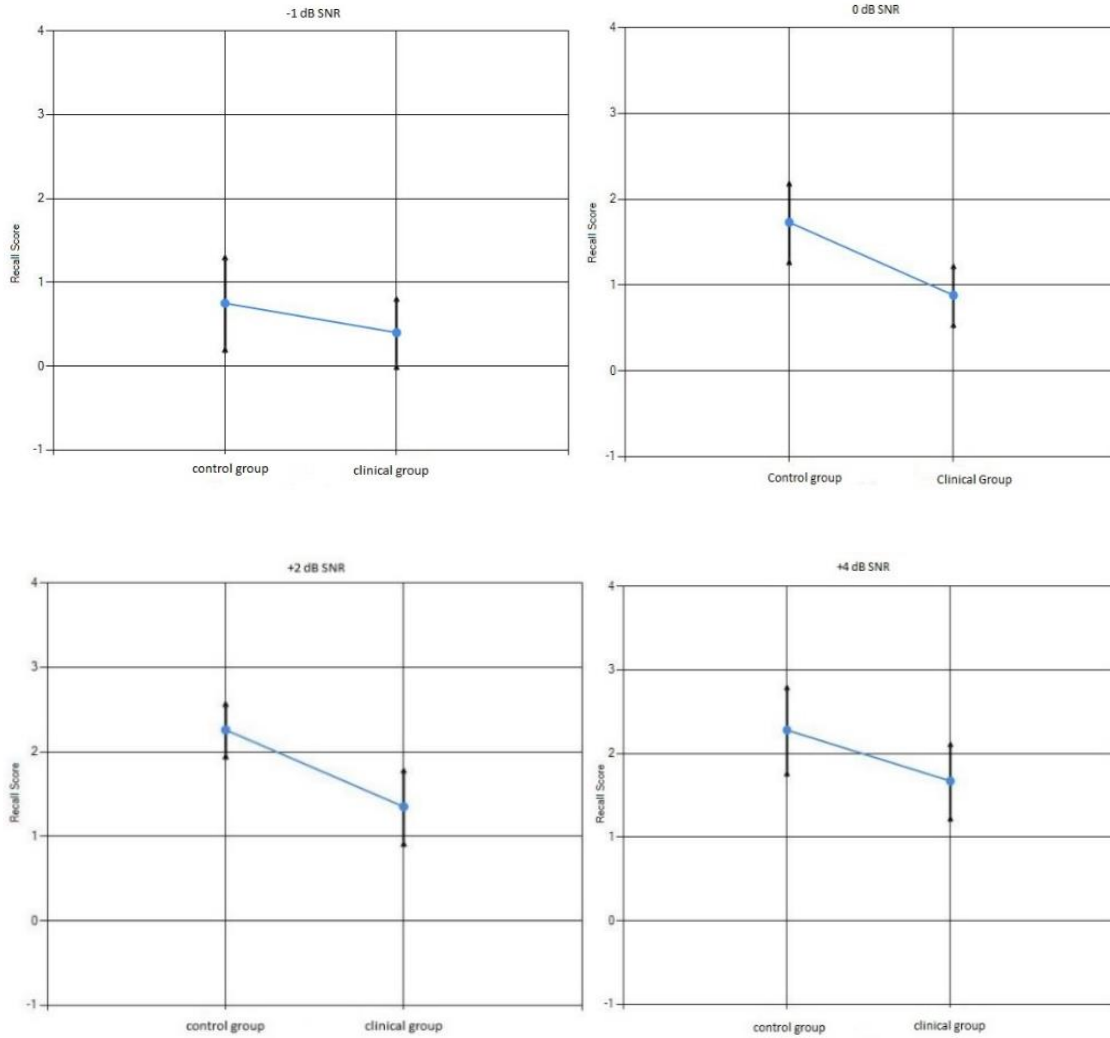 -1 dB SNR
4
3
2
1
0
-1
Recall Score
control group
clinical group
0 dB SNR
4
3
2
1
0
-1
Recall Score
Control group
Clinical Group
+2 dB SNR
4
3
2
1
0
-1
Recall Score
control group
clinical group
+4 dB SNR
4
3
2
1
0
-1
Recall Score
control group
clinical group